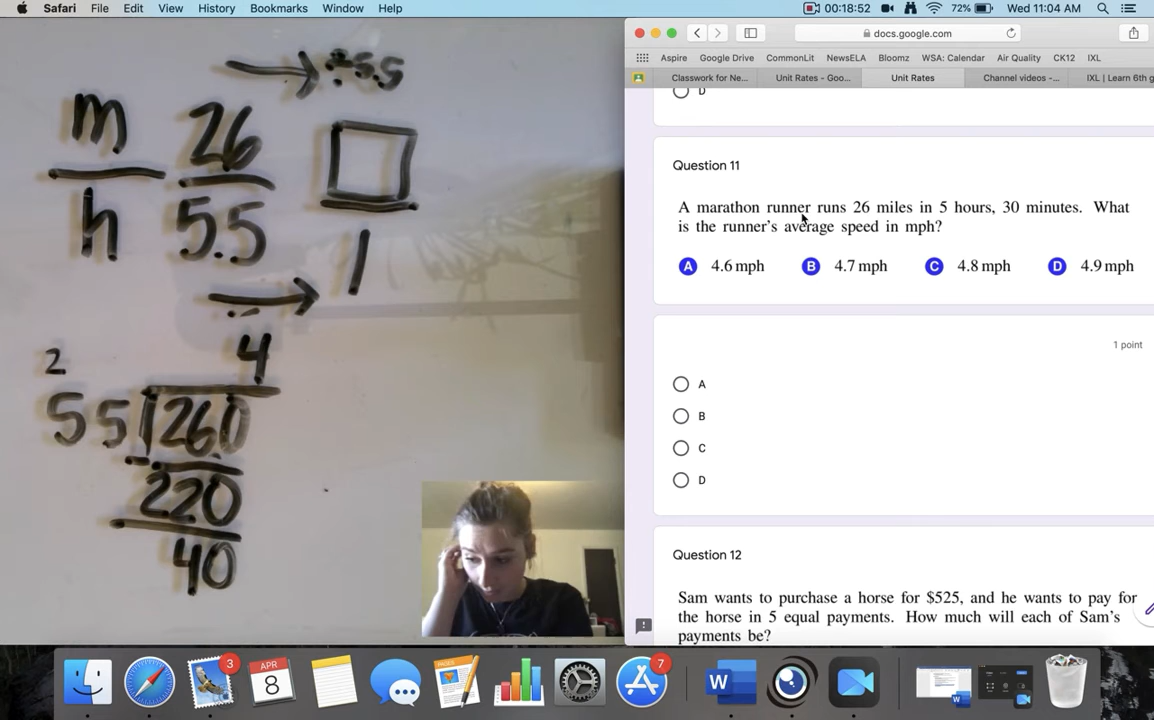 Safari File Edit View History Bookmarks Window Help
00:18:52 72% Wed 11:04 AM
→ ÷5.5
m 26
h 5.5 1
→
4
2
55 260
220
40
docs.google.com
Aspire Google Drive CommonLit NewsELA Bloomz WSA: Calendar Air Quality CK12 IXL
Classwork for Ne... Unit Rates - Goo... Unit Rates Channel videos -... IXL | Learn 6th g
D
Question 11
A marathon runner runs 26 miles in 5 hours, 30 minutes. What
is the runner's average speed in mph?
A 4.6 mph B 4.7 mph C 4.8 mph D 4.9 mph
1 point
A
B
C
D
Question 12
Sam wants to purchase a horse for $525, and he wants to pay for
the horse in 5 equal payments. How much will each of Sam's
payments be?
3 APR 8 PAGES 7 W